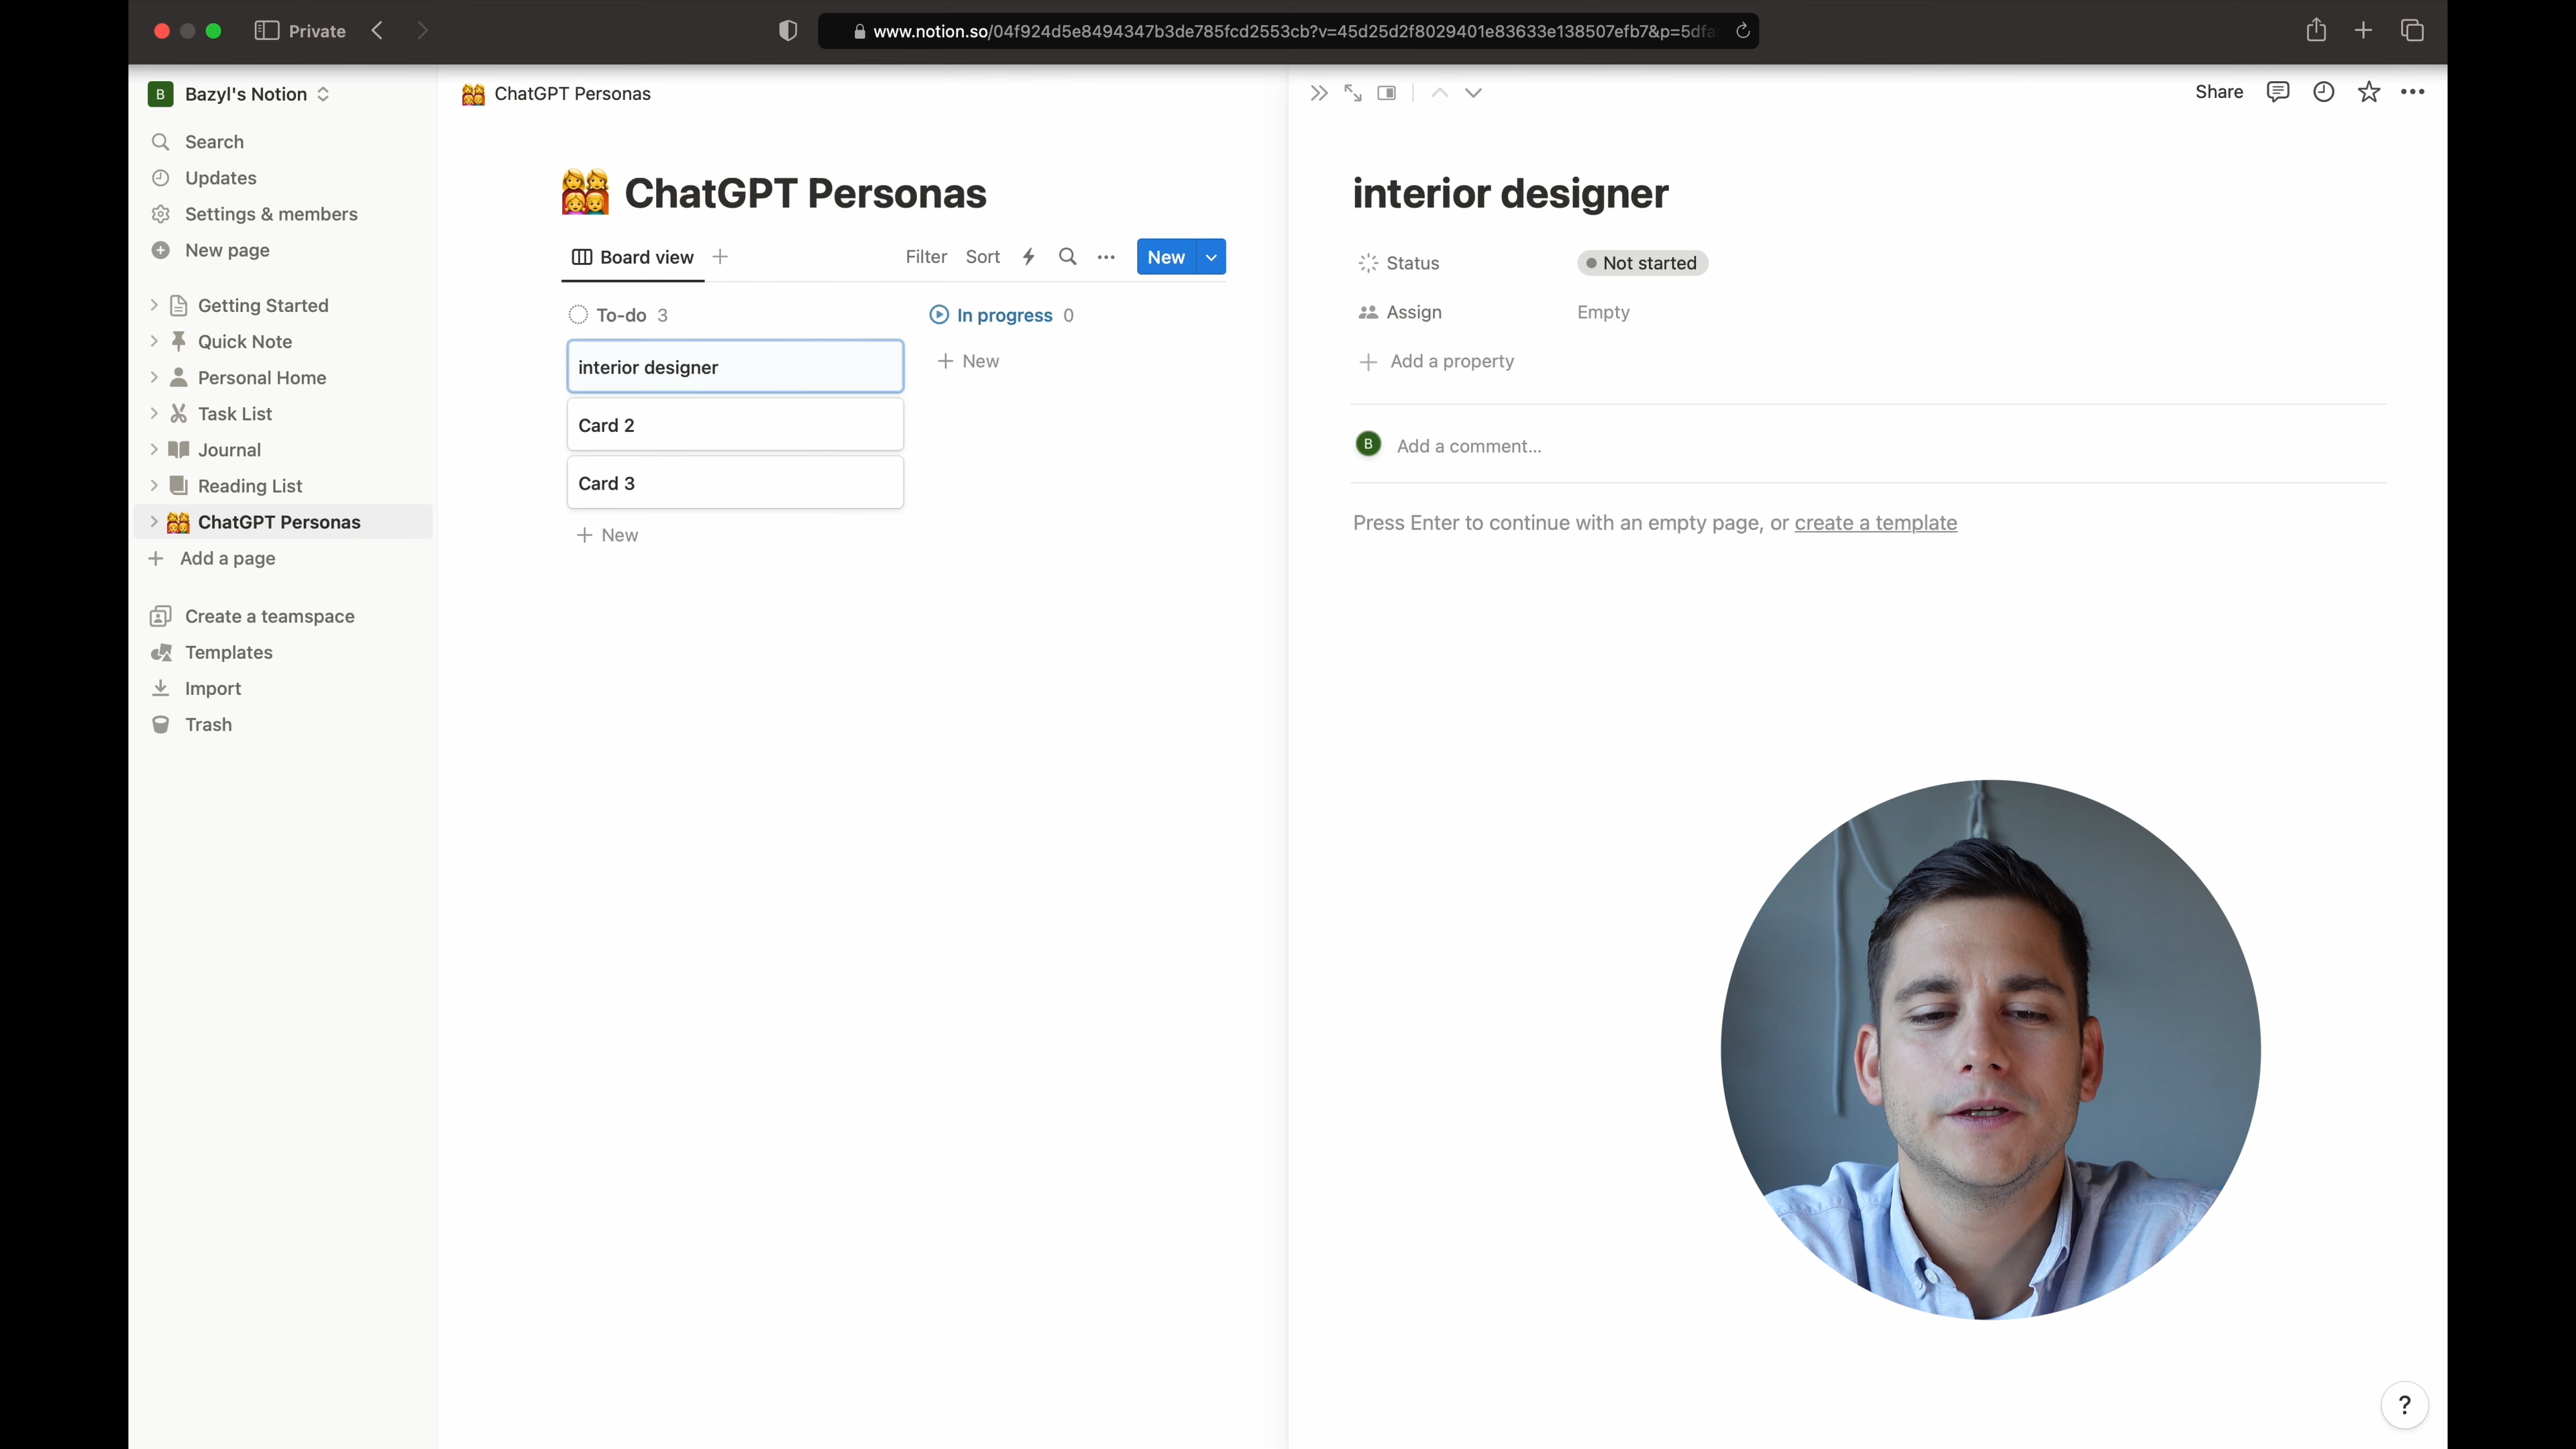 Private
www.notion.so/04f924d5e8494347b3de785fcd2553cb?v=45d25d2f8029401e83633e138507efb7&p=5dfa
B Bazyl's Notion
Search
Updates
Settings & members
New page
Getting Started
Quick Note
Personal Home
Task List
Journal
Reading List
ChatGPT Personas
Add a page
Create a teamspace
Templates
Import
Trash
ChatGPT Personas
ChatGPT Personas
Board view
Filter Sort New
To-do 3
In progress 0
interior designer
Card 2
Card 3
New
New
Share
interior designer
Status Not started
Assign Empty
Add a property
B Add a comment...
Press Enter to continue with an empty page, or create a template
?